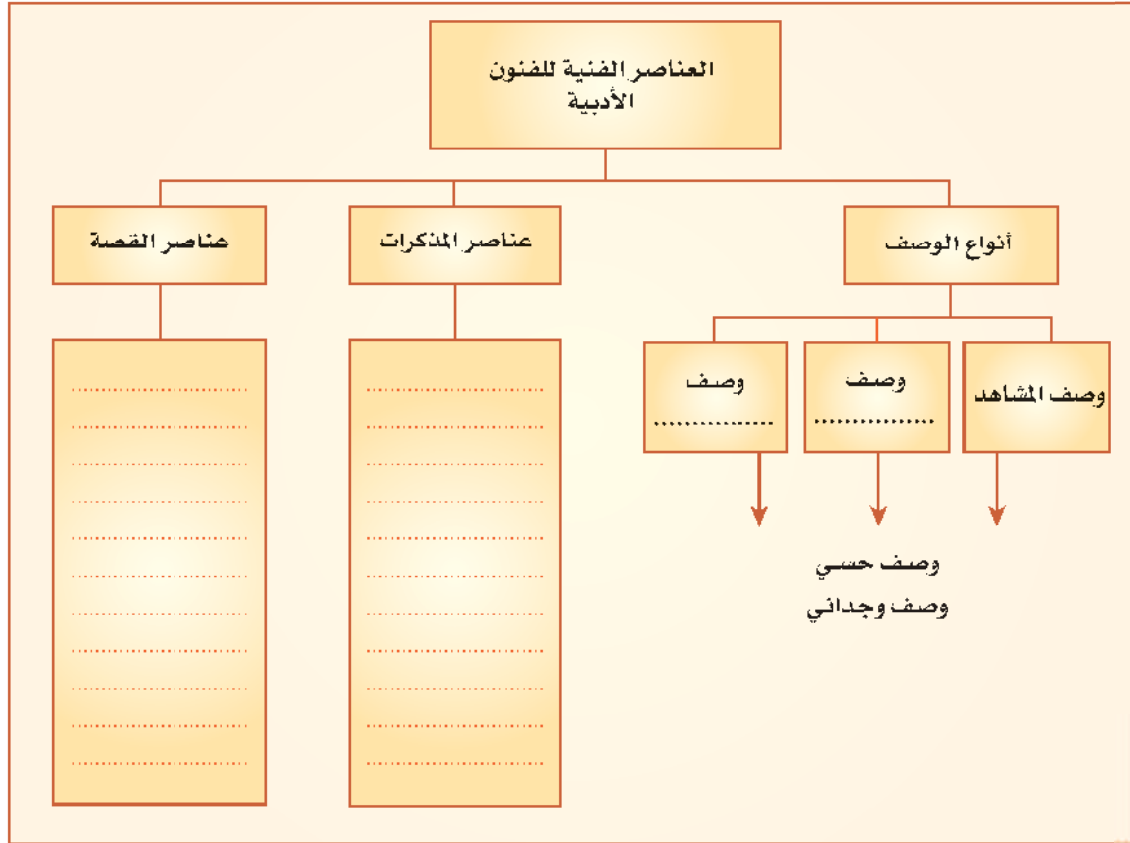 العناصر الفنية للفنون
الأدبية
أنواع الوصف
عناصر المذكرات
عناصر القصة
وصف المشاهد
وصف
................
وصف
................
وصف حسي
وصف وجداني